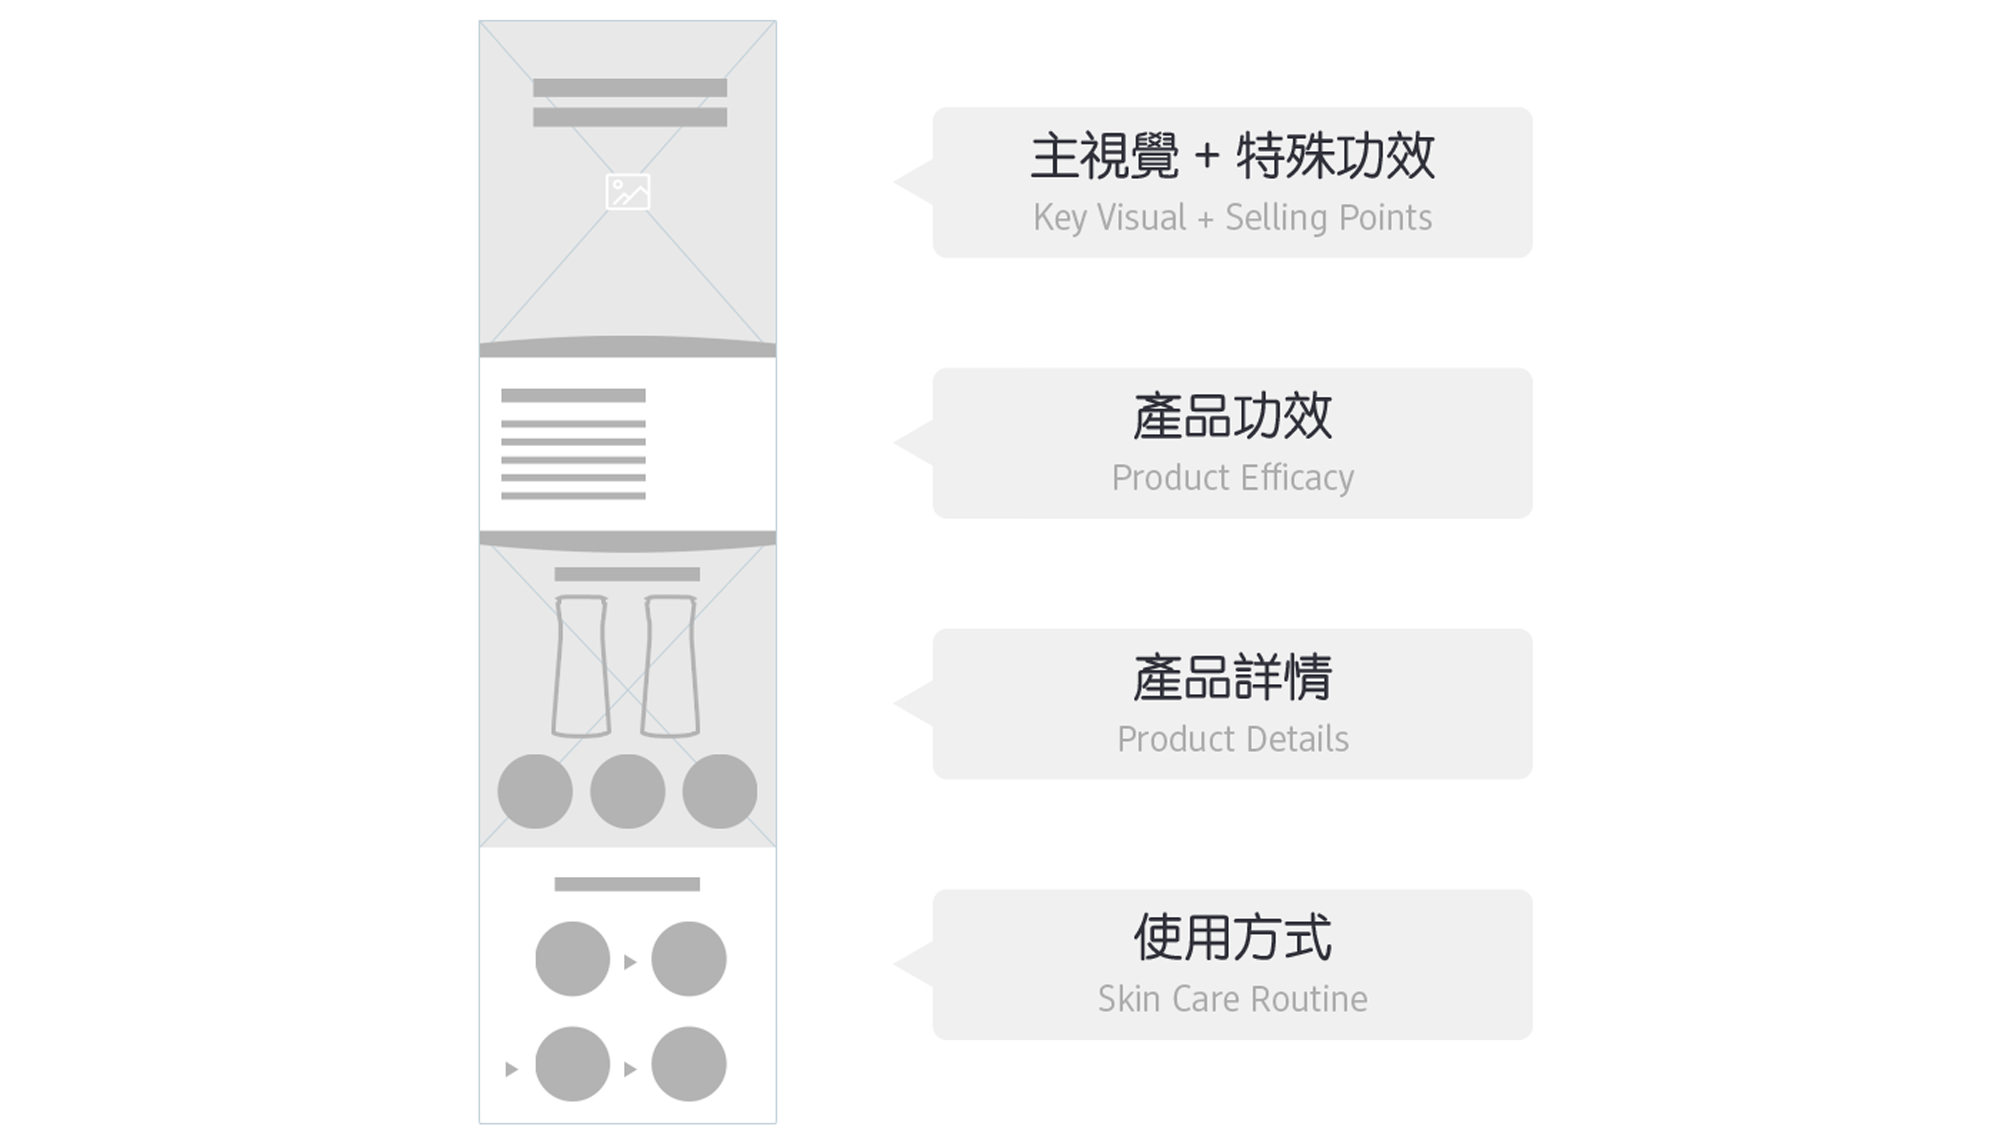 主視覺 + 特殊功效
Key Visual + Selling Points
產品功效
Product Efficacy
產品詳情
Product Details
使用方式
Skin Care Routine